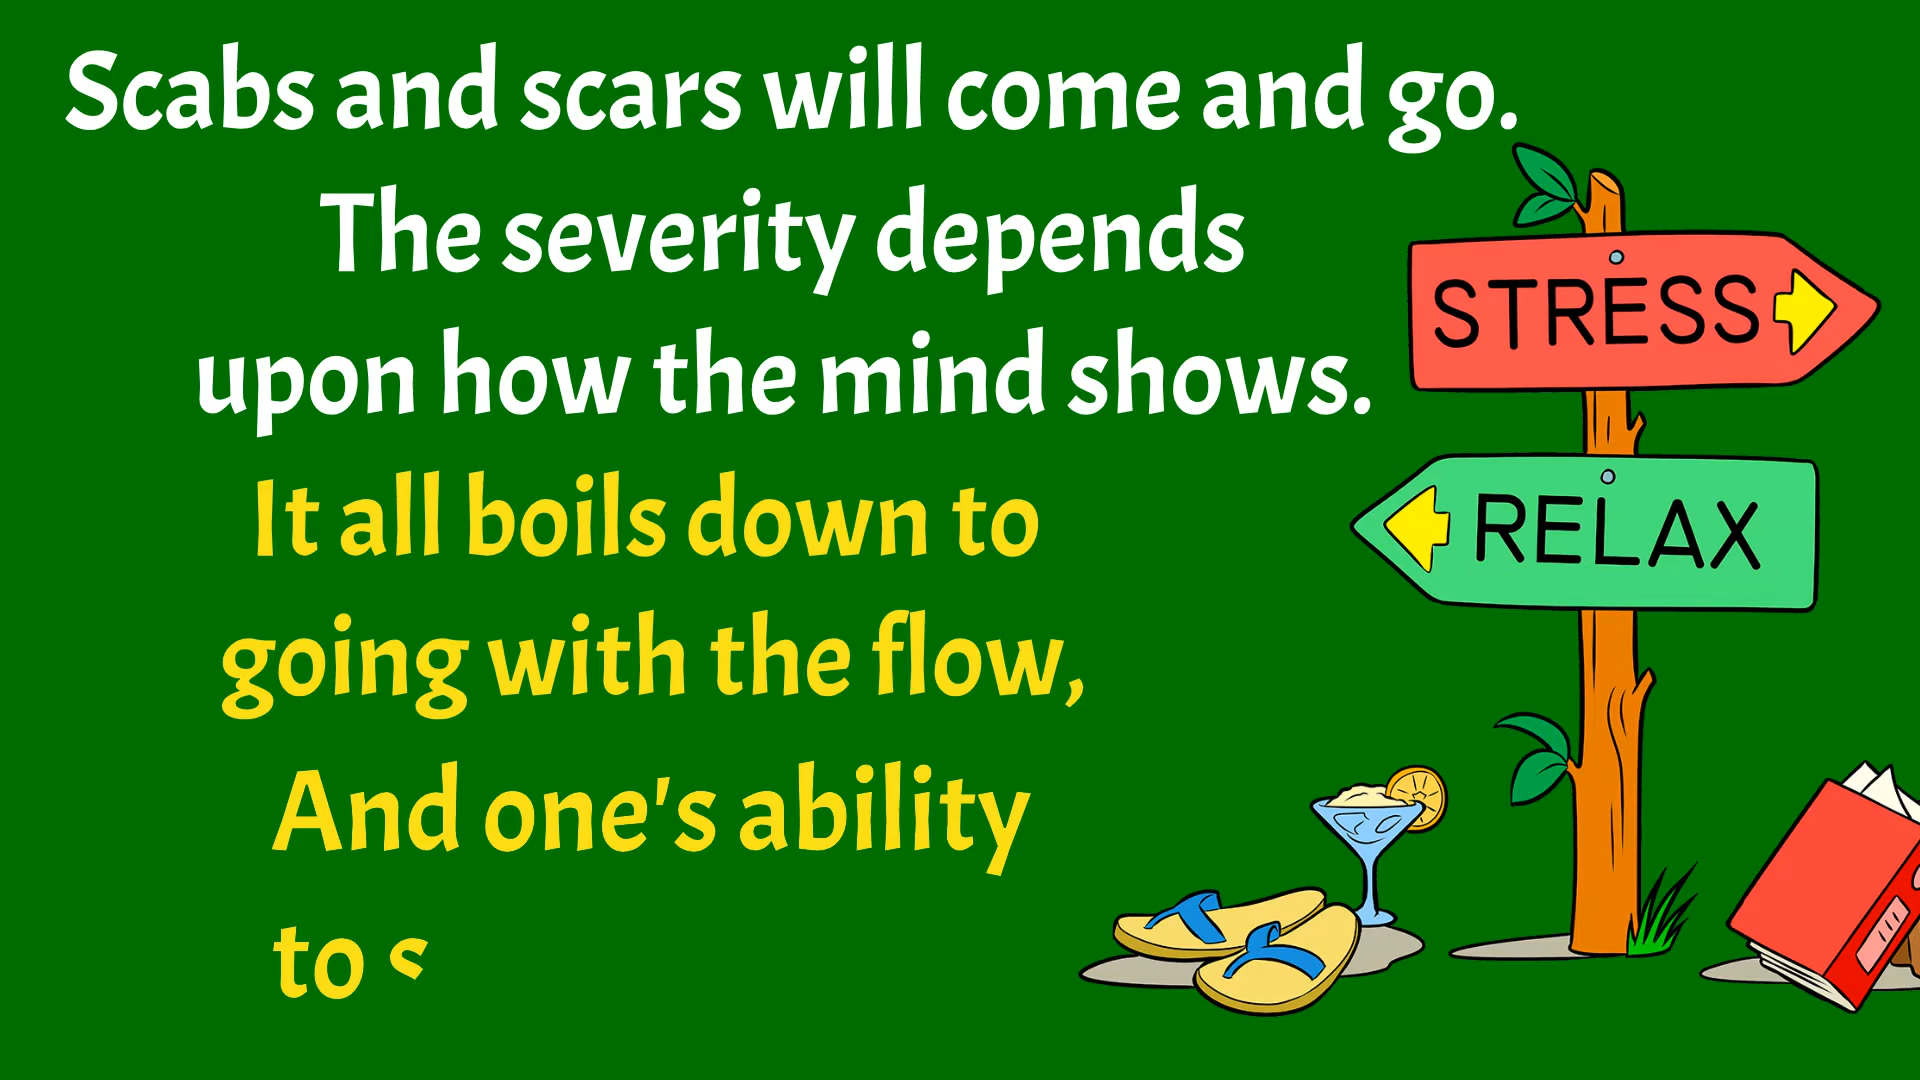 Scabs and scars will come and go.
The severity depends
upon how the mind shows.
It all boils down to
going with the flow,
And one's ability
to
STRESS
RELAX